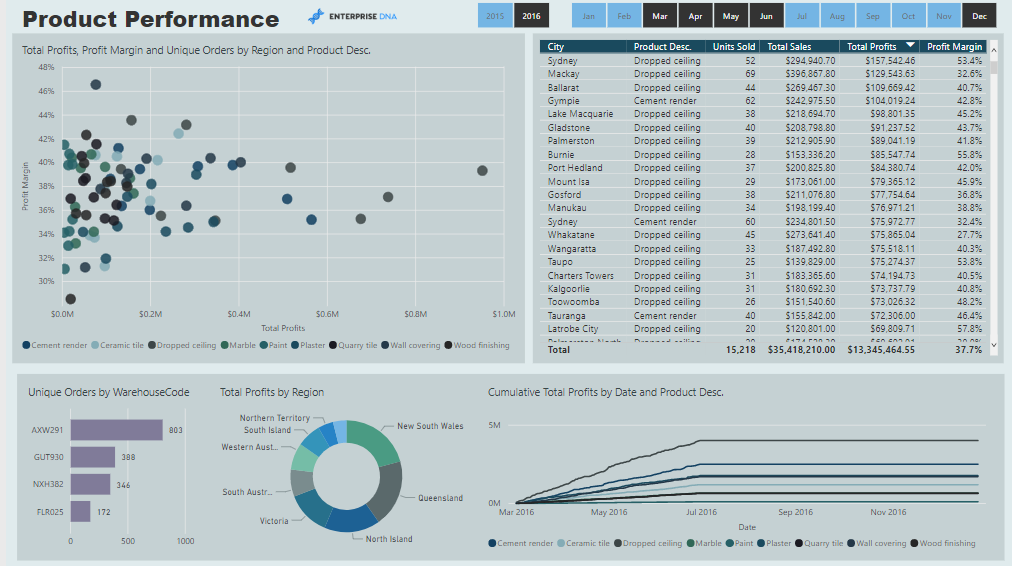 Product Performance
ENTERPRISE DNA
2015 2016 Jan Feb Mar Apr May Jun Jul Aug Sep Oct Nov Dec
Total Profits, Profit Margin and Unique Orders by Region and Product Desc.
48%
46%
44%
42%
40%
38%
36%
34%
32%
30%
Profit Margin
$0.0M $0.2M $0.4M $0.6M $0.8M $1.0M
Total Profits
Cement render Ceramic tile Dropped ceiling Marble Paint Plaster Quarry tile Wall covering Wood finishing
City Product Desc. Units Sold Total Sales Total Profits Profit Margin
Sydney Dropped ceiling 52 $294,940.70 $157,542.46 53.4%
Mackay Dropped ceiling 69 $396,867.80 $129,543.63 32.6%
Ballarat Dropped ceiling 44 $269,467.30 $109,669.42 40.7%
Gympie Cement render 62 $242,975.50 $104,019.24 42.8%
Lake Macquarie Dropped ceiling 38 $218,694.70 $98,801.35 45.2%
Gladstone Dropped ceiling 40 $208,798.80 $91,237.52 43.7%
Palmerston Dropped ceiling 39 $212,905.90 $89,041.19 41.8%
Burnie Dropped ceiling 28 $153,336.20 $85,547.74 55.8%
Port Hedland Dropped ceiling 37 $200,825.80 $84,380.74 42.0%
Mount Isa Dropped ceiling 29 $173,061.00 $79,365.12 45.9%
Gosford Dropped ceiling 38 $211,076.80 $77,754.64 36.8%
Manukau Dropped ceiling 34 $198,199.40 $76,971.21 38.8%
Sydney Cement render 60 $234,801.50 $75,972.77 32.4%
Whakatane Dropped ceiling 45 $273,641.40 $75,865.04 27.7%
Wangaratta Dropped ceiling 33 $187,492.80 $75,518.11 40.3%
Taupo Dropped ceiling 25 $139,829.00 $75,274.37 53.8%
Charters Towers Dropped ceiling 31 $183,365.60 $74,194.73 40.5%
Kalgoorlie Dropped ceiling 31 $180,692.30 $73,737.79 40.8%
Toowoomba Dropped ceiling 26 $151,540.60 $73,026.32 48.2%
Tauranga Cement render 40 $155,842.00 $72,306.00 46.4%
Latrobe City Dropped ceiling 20 $120,801.00 $69,809.71 57.8%
Total 15,218 $35,418,210.00 $13,345,464.55 37.7%
Unique Orders by WarehouseCode
AXW291 803
GUT930 388
NXH382 346
FLR025 172
0 500 1000
Total Profits by Region
Northern Territory
South Island
Western Aust...
South Austr...
Victoria
New South Wales
Queensland
North Island
Cumulative Total Profits by Date and Product Desc.
5M
0M
Mar 2016 May 2016 Jul 2016 Sep 2016 Nov 2016
Date
Cement render Ceramic tile Dropped ceiling Marble Paint Plaster Quarry tile Wall covering Wood finishing